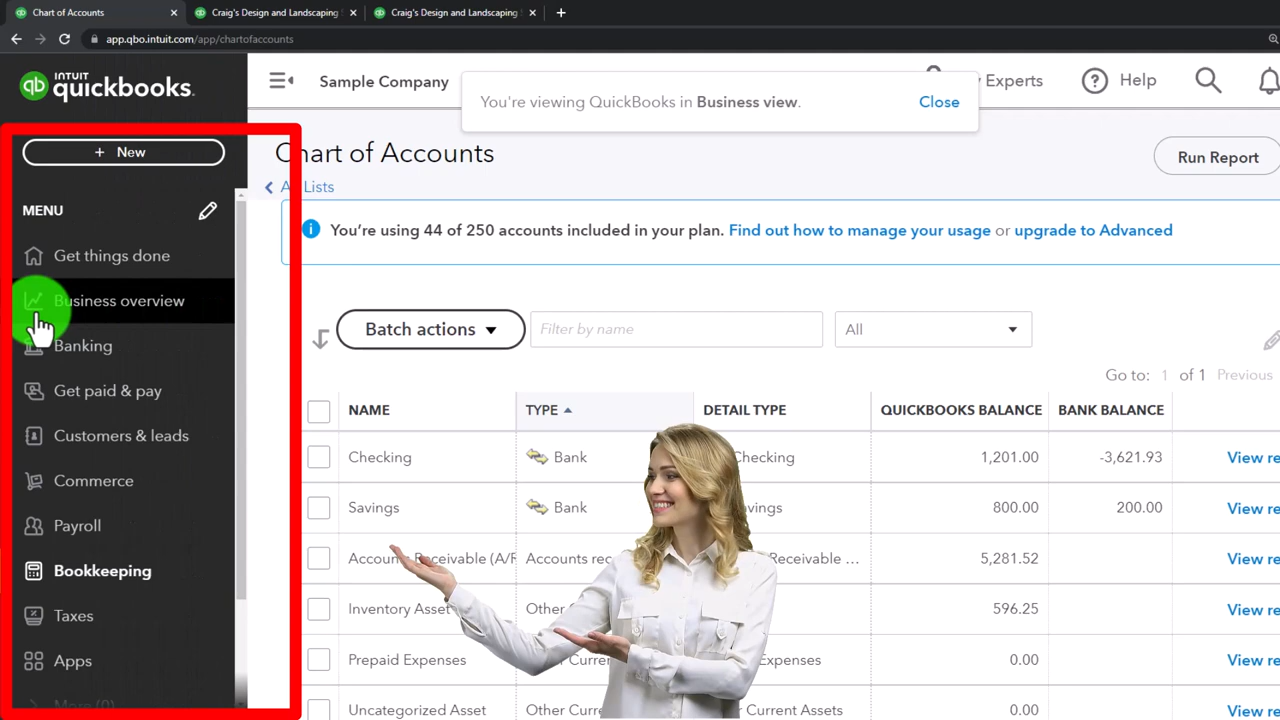 Chart of Accounts
Craig's Design and Landscaping
Craig's Design and Landscaping
app.qbo.intuit.com/app/chartofaccounts
qb INTUIT quickbooks.
Sample Company
You're viewing QuickBooks in Business view.
Close
Experts
Help
+ New
Chart of Accounts
Run Report
Lists
MENU
You're using 44 of 250 accounts included in your plan. Find out how to manage your usage or upgrade to Advanced
Get things done
Business overview
Banking
Get paid & pay
Customers & leads
Commerce
Payroll
Bookkeeping
Taxes
Apps
Batch actions
Filter by name
All
Go to: 1 of 1 Previous
NAME TYPE DETAIL TYPE QUICKBOOKS BALANCE BANK BALANCE
Checking Bank Checking 1,201.00 -3,621.93 View re
Savings Bank 800.00 200.00 View re
Receivable (A/R Accounts rec Receivable ... 5,281.52 View re
Inventory Asset Other 596.25 View re
Prepaid Expenses Other Curren Expenses 0.00 View re
Uncategorized Asset Other Curr Current Assets 0.00 View re